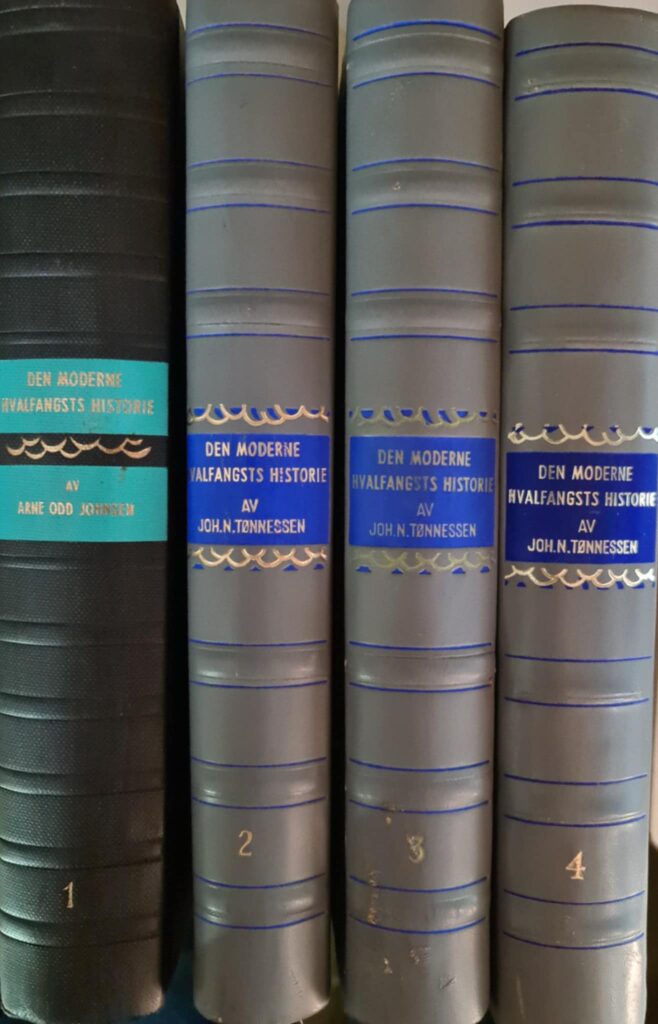 DEN MODERNE
HVALFANGSTS HISTORIE
AV
ARNE ODD JOHNSEN
1
DEN MODERNE
HVALFANGSTS HISTORIE
AV
JOH.N.TØNNESSEN
2
DEN MODERNE
HVALFANGSTS HISTORIE
AV
JOH.N.TØNNESSEN
3
DEN MODERNE
HVALFANGSTS HISTORIE
AV
JOH.N.TØNNESSEN
4